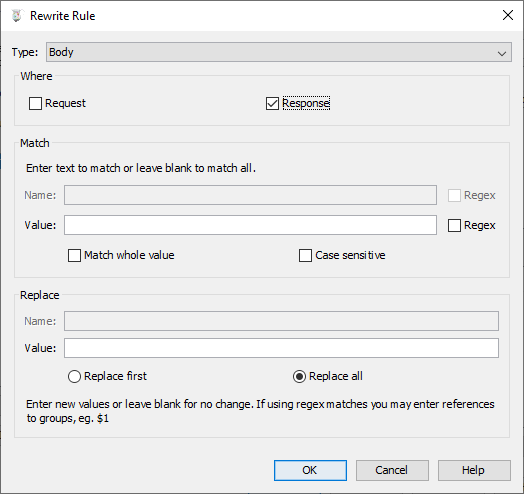 Rewrite Rule
Type: Body
Where
Request Response
Match
Enter text to match or leave blank to match all.
Name: Regex
Value: Regex
Match whole value Case sensitive
Replace
Name:
Value:
Replace first Replace all
Enter new values or leave blank for no change. If using regex matches you may enter references
to groups, eg. $1
OK Cancel Help